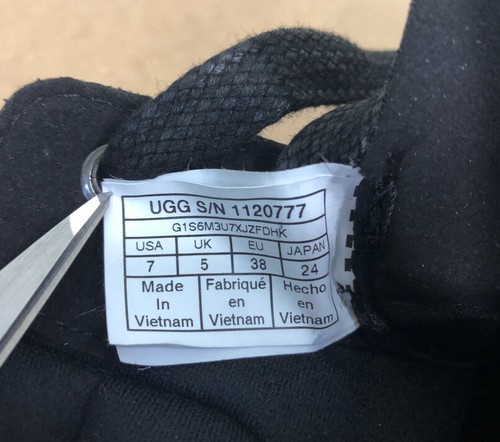 UGG S/N 1120777
G1S6M3U7XJZFDHK
USA UK EU JAPAN
7 5 38 24
Made Fabriqué Hecho
In en en
Vietnam Vietnam Vietnam